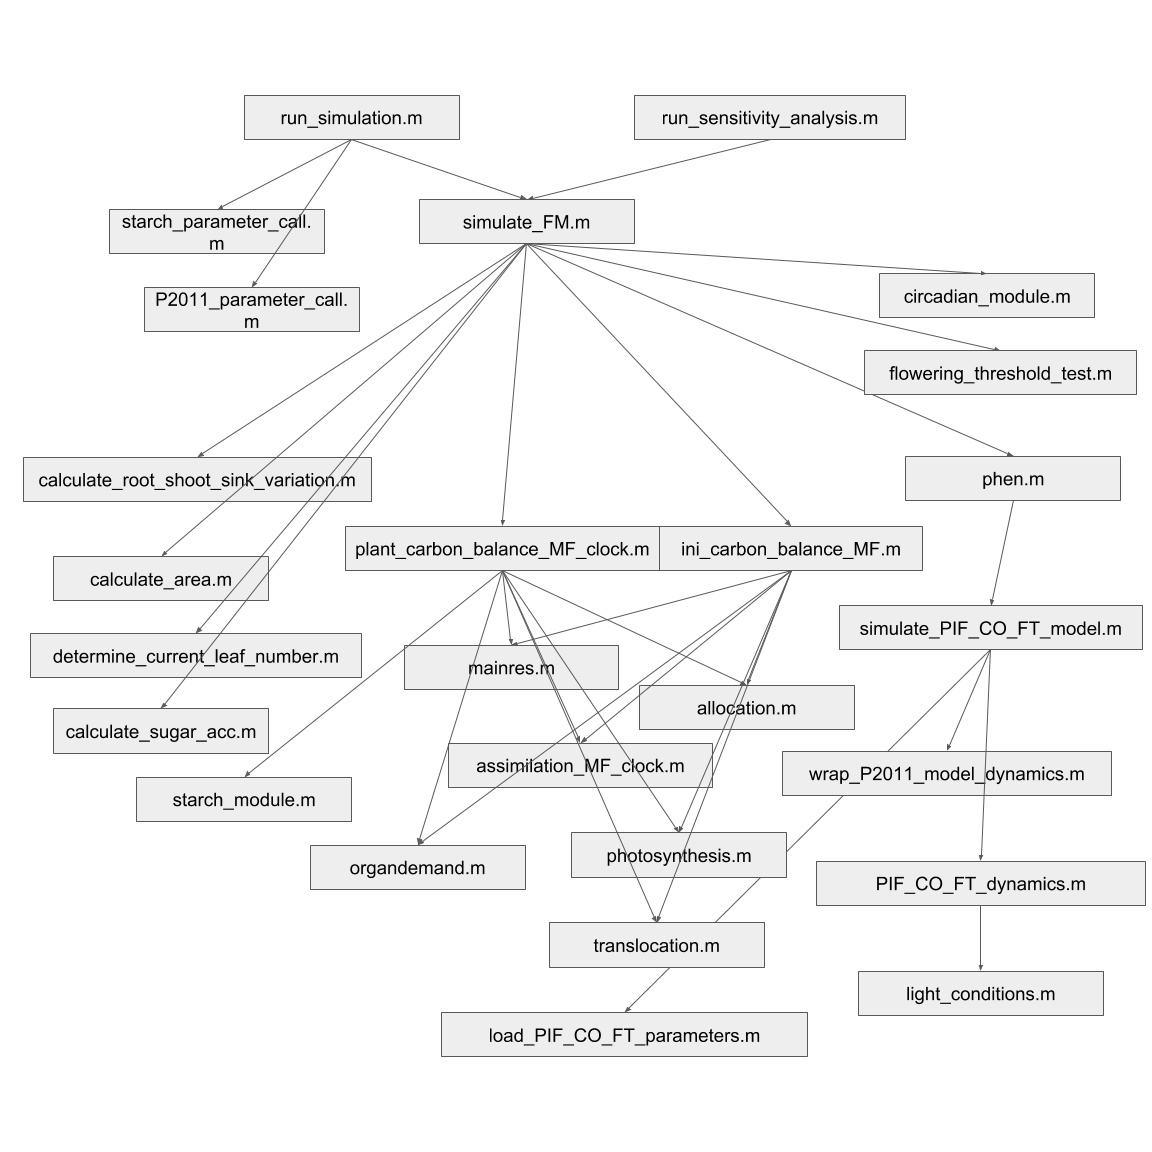 run_simulation.m
run_sensitivity_analysis.m
starch_parameter_call.
m
simulate_FM.m
P2011_parameter_call.
m
circadian_module.m
flowering_threshold_test.m
calculate_root_shoot_sink_variation.m
phen.m
plant_carbon_balance_MF_clock.m
ini_carbon_balance_MF.m
calculate_area.m
simulate_PIF_CO_FT_model.m
determine_current_leaf_number.m
mainres.m
allocation.m
calculate_sugar_acc.m
assimilation_MF_clock.m
wrap_P2011_model_dynamics.m
starch_module.m
photosynthesis.m
organdemand.m
PIF_CO_FT_dynamics.m
translocation.m
light_conditions.m
load_PIF_CO_FT_parameters.m